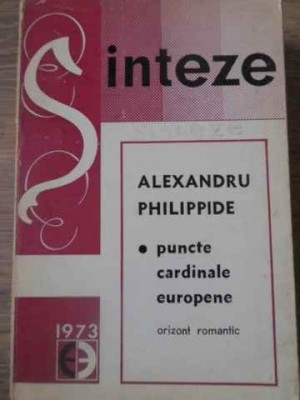 Sinteze
SINTEZE
ALEXANDRU
PHILIPPIDE
• puncte
cardinale
europene
orizont romantic
1973